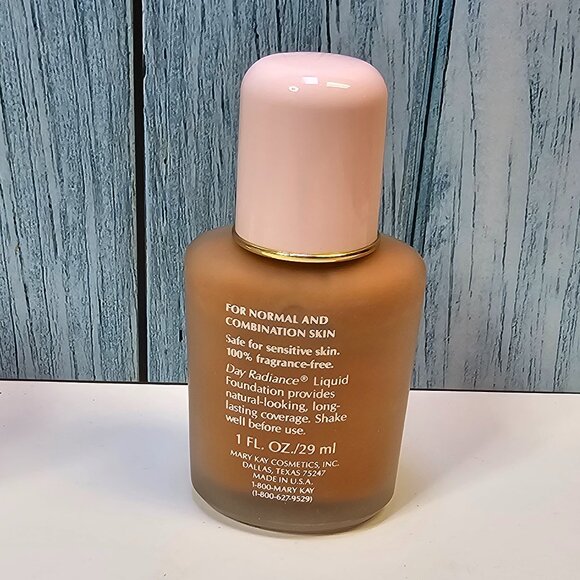 FOR NORMAL AND
COMBINATION SKIN
Safe for sensitive skin.
100% fragrance-free.
Day Radiance® Liquid
Foundation provides
natural-looking, long-
lasting coverage. Shake
well before use.
1 FL. OZ./29 ml
MARY KAY COSMETICS, INC.
DALLAS, TEXAS 75247
MADE IN U.S.A.
1-800-MARY KAY
(1-800-627-9529)